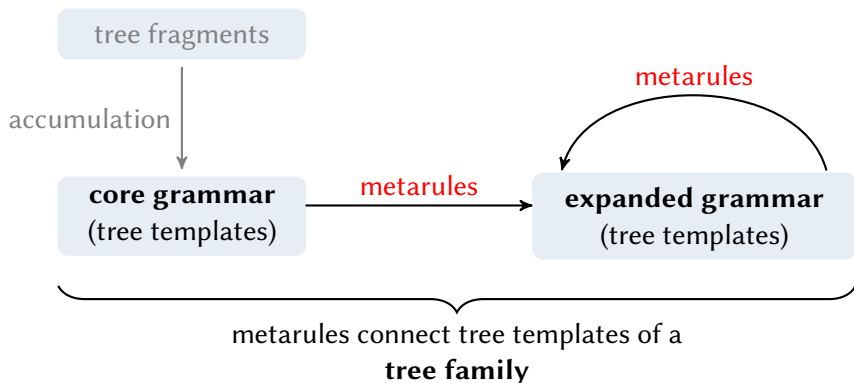 tree fragments
metarules
accumulation
core grammar
(tree templates)
metarules
expanded grammar
(tree templates)
metarules connect tree templates of a
tree family